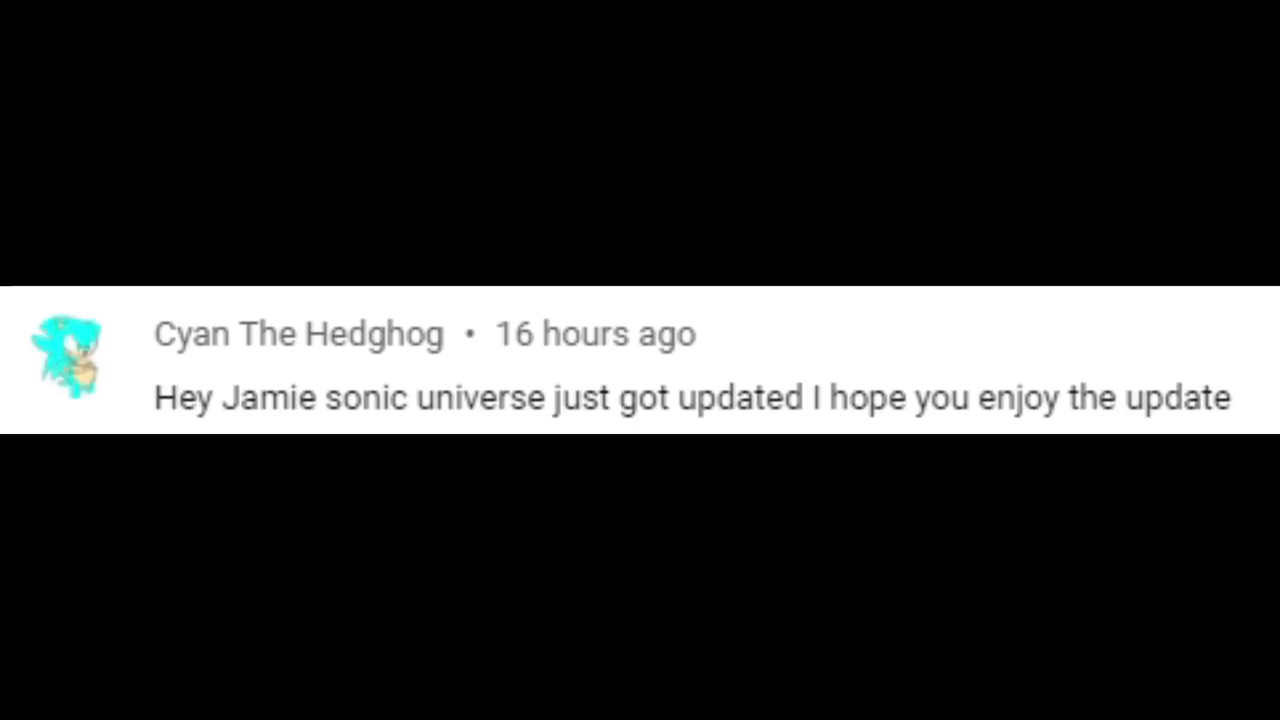 Cyan The Hedghog • 16 hours ago
Hey Jamie sonic universe just got updated I hope you enjoy the update